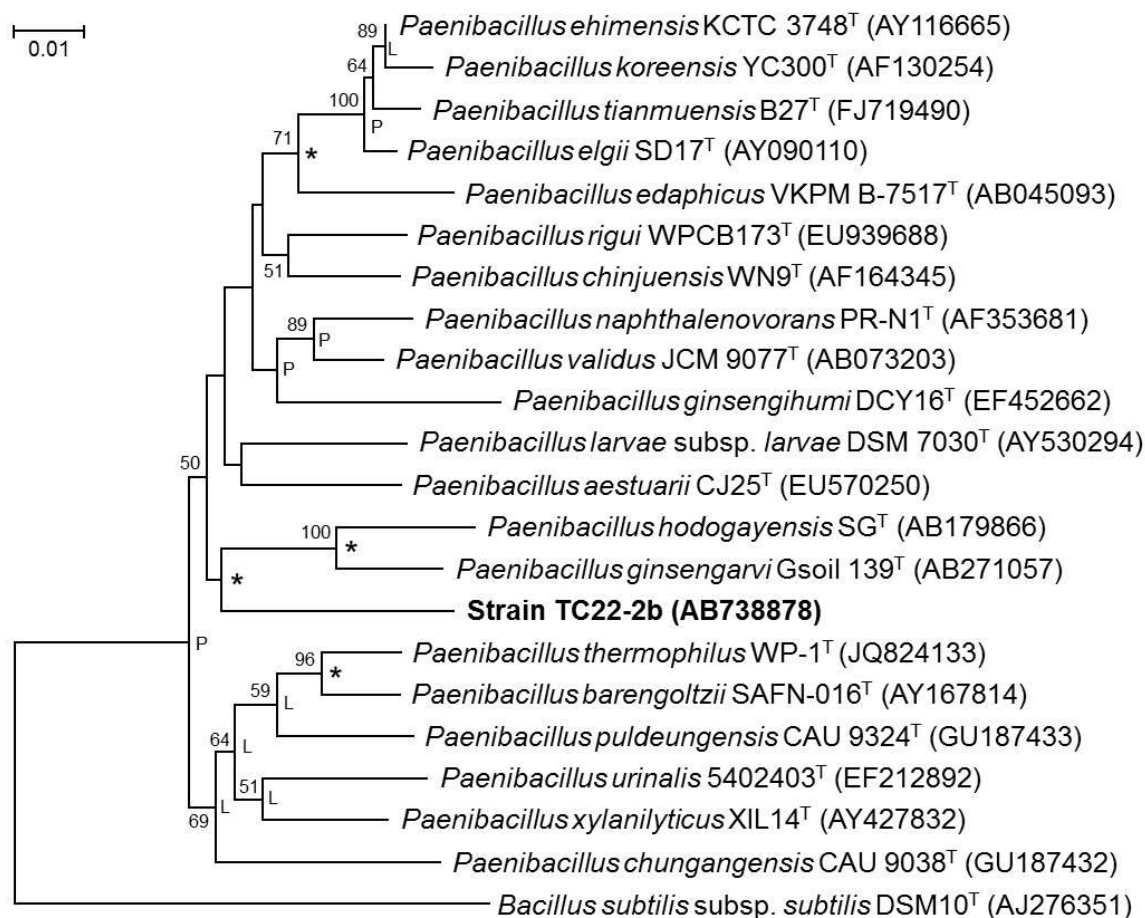 0.01
89
Paenibacillus ehimensis KCTC 3748T (AY116665)
L
64
Paenibacillus koreensis YC300T (AF130254)
100
Paenibacillus tianmuensis B27T (FJ719490)
P
71
*
Paenibacillus elgii SD17T (AY090110)
Paenibacillus edaphicus VKPM B-7517T (AB045093)
Paenibacillus rigui WPCB173T (EU939688)
51
Paenibacillus chinjuensis WN9T (AF164345)
89
Paenibacillus naphthalenovorans PR-N1T (AF353681)
P
Paenibacillus validus JCM 9077T (AB073203)
P
Paenibacillus ginsengihumi DCY16T (EF452662)
Paenibacillus larvae subsp. larvae DSM 7030T (AY530294)
50
Paenibacillus aestuarii CJ25T (EU570250)
100
Paenibacillus hodogayensis SGT (AB179866)
*
Paenibacillus ginsengarvi Gsoil 139T (AB271057)
*
Strain TC22-2b (AB738878)
P
96
Paenibacillus thermophilus WP-1T (JQ824133)
*
59
Paenibacillus barengoltzii SAFN-016T (AY167814)
L
64
Paenibacillus puldeungensis CAU 9324T (GU187433)
L
51
Paenibacillus urinalis 5402403T (EF212892)
L
L
69
Paenibacillus xylanilyticus XIL14T (AY427832)
Paenibacillus chungangensis CAU 9038T (GU187432)
Bacillus subtilis subsp. subtilis DSM10T (AJ276351)